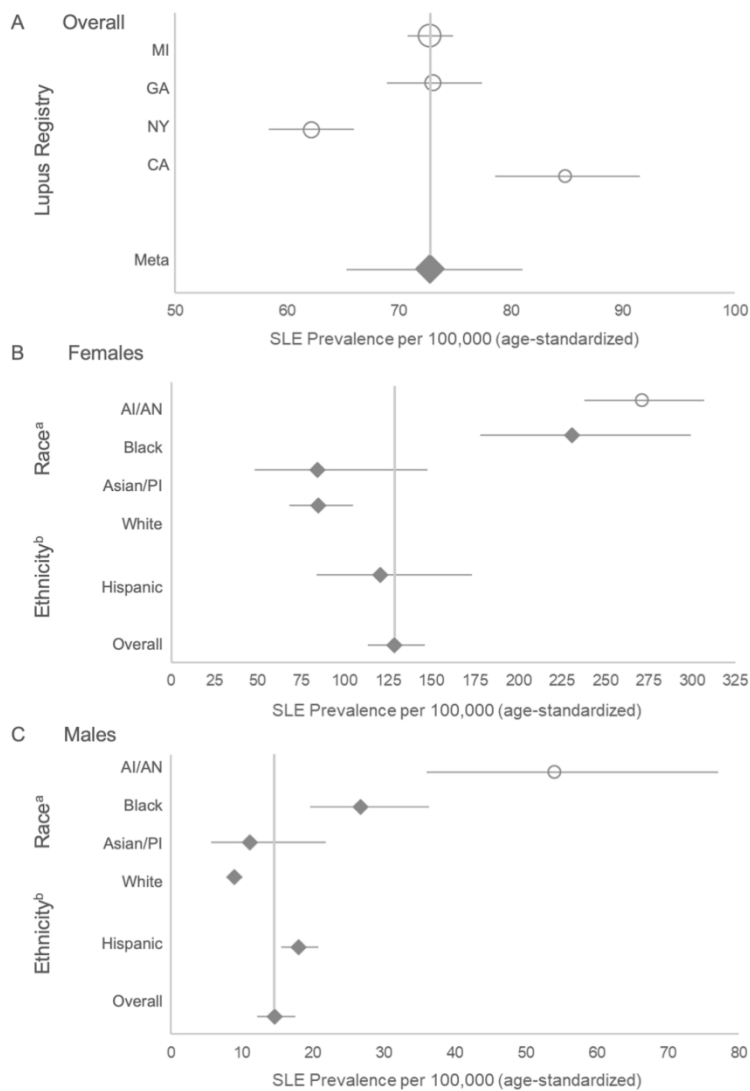 A Overall
Lupus Registry
MI
GA
NY
CA
Meta
50 60 70 80 90 100
SLE Prevalence per 100,000 (age-standardized)
B Females
Raceᵃ
Ethnicityᵇ
AI/AN
Black
Asian/PI
White
Hispanic
Overall
0 25 50 75 100 125 150 175 200 225 250 275 300 325
SLE Prevalence per 100,000 (age-standardized)
C Males
Raceᵃ
Ethnicityᵇ
AI/AN
Black
Asian/PI
White
Hispanic
Overall
0 10 20 30 40 50 60 70 80
SLE Prevalence per 100,000 (age-standardized)